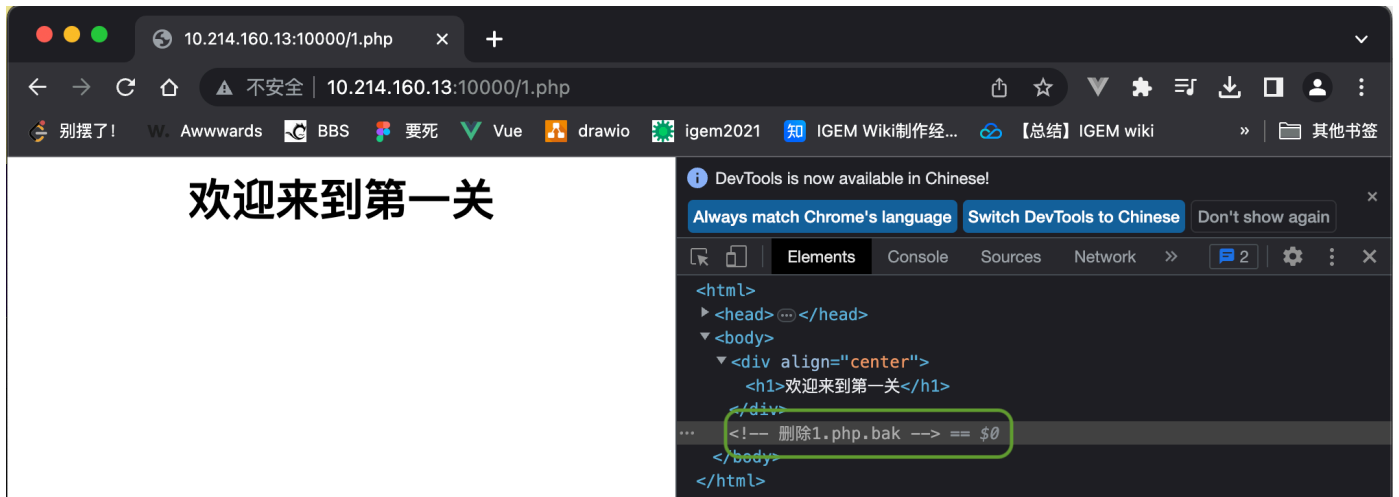 10.214.160.13:10000/1.php
不安全 10.214.160.13:10000/1.php
别摆了! W. Awwwards BBS 要死 Vue drawio igem2021 知 IGEM Wiki制作经... 【总结】IGEM wiki » 其他书签
欢迎来到第一关
DevTools is now available in Chinese!
Always match Chrome's language Switch DevTools to Chinese Don't show again
Elements Console Sources Network » 2
<html>
<head>…</head>
<body>
<div align="center">
<h1>欢迎来到第一关</h1>
</div>
<!-- 删除1.php.bak --> == $0
</body>
</html>